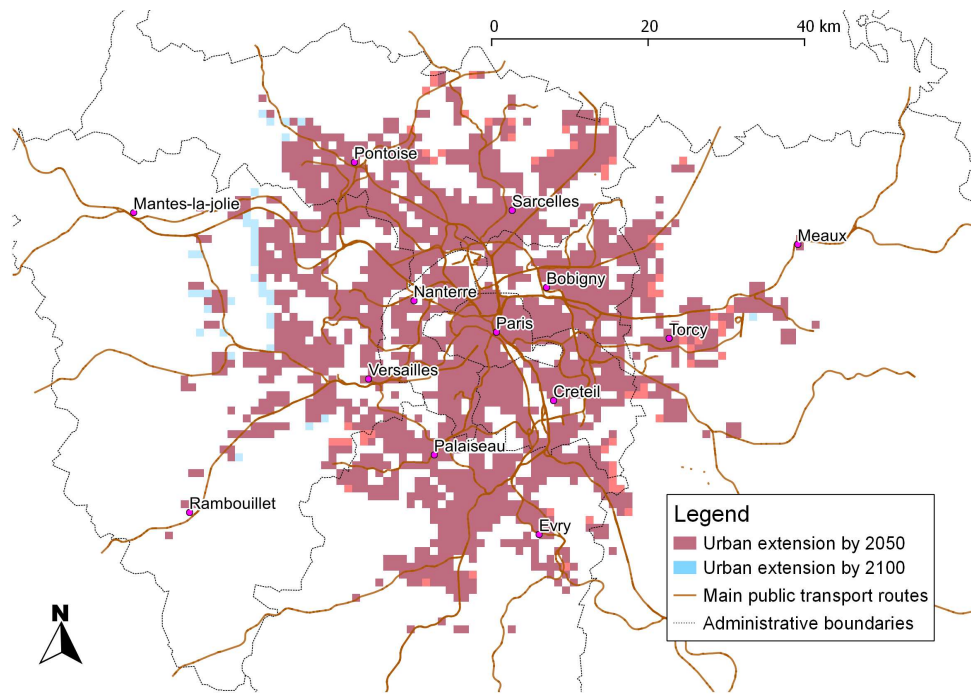 0 20 40 km
Pontoise
Mantes-la-jolie
Sarcelles
Meaux
Bobigny
Nanterre
Paris
Torcy
Versailles
Creteil
Palaiseau
Rambouillet
Evry
Legend
Urban extension by 2050
Urban extension by 2100
Main public transport routes
Administrative boundaries
N